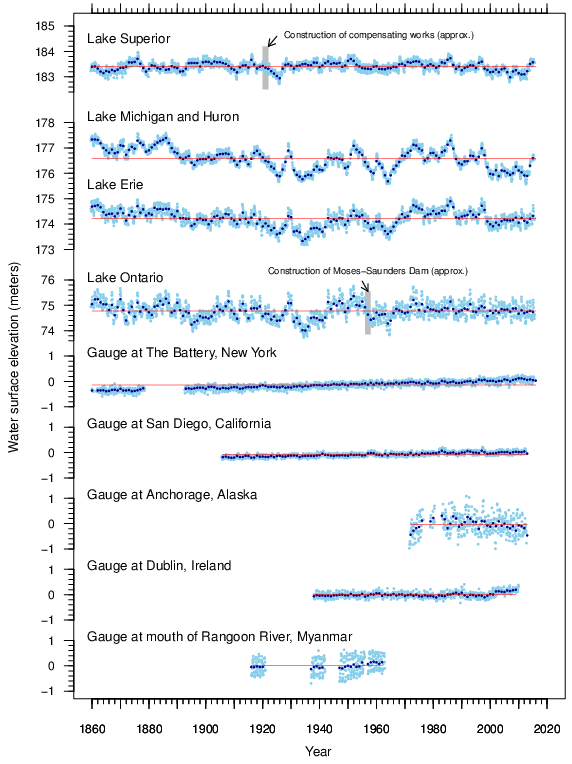 185
Lake Superior
Construction of compensating works (approx.)
184
183
178
Lake Michigan and Huron
177
176
Lake Erie
175
174
173
Lake Ontario
Construction of Moses–Saunders Dam (approx.)
76
75
74
Gauge at The Battery, New York
1
0
−1
Gauge at San Diego, California
1
0
−1
Gauge at Anchorage, Alaska
1
0
−1
Gauge at Dublin, Ireland
1
0
−1
Gauge at mouth of Rangoon River, Myanmar
1
0
−1
Water surface elevation (meters)
1860 1880 1900 1920 1940 1960 1980 2000 2020
Year